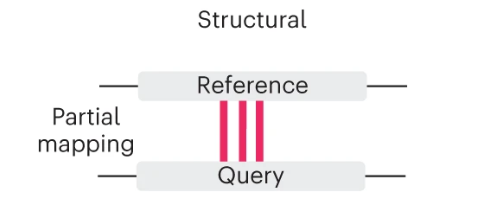 Structural
Reference
Partial
mapping
Query